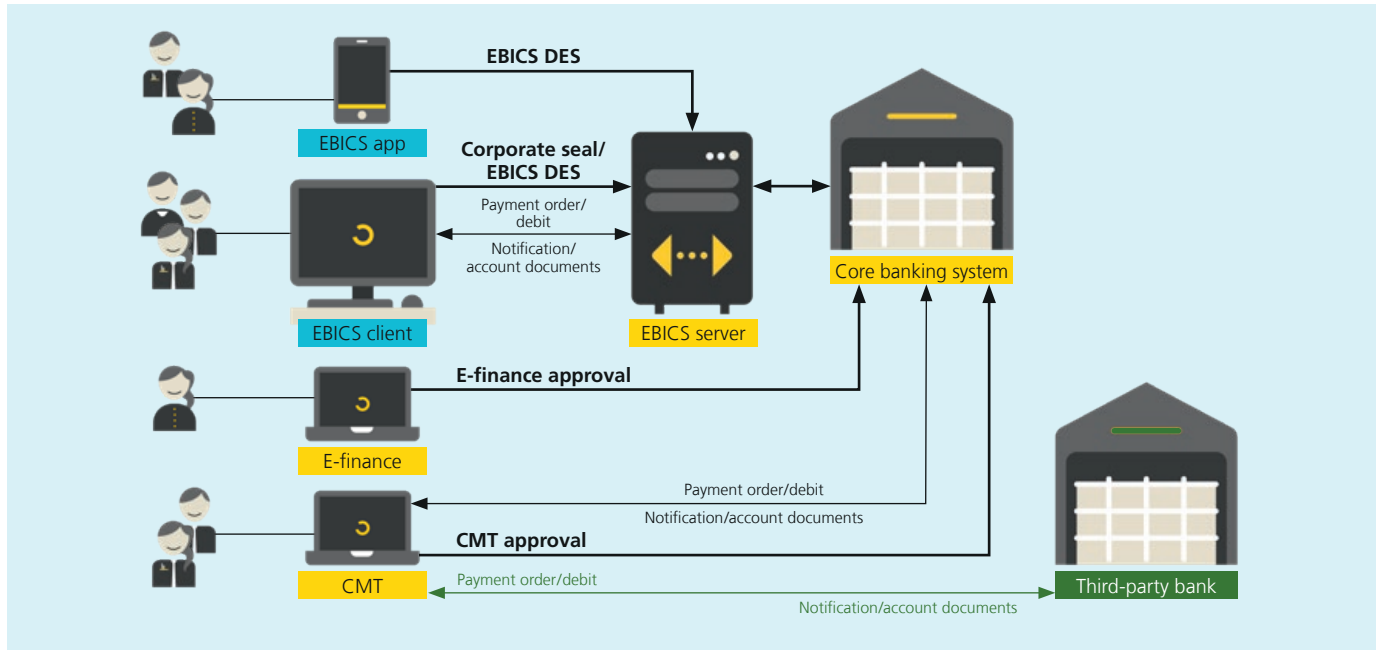 EBICS DES
EBICS app
Corporate seal/
EBICS DES
Payment order/
debit
Notification/
account documents
EBICS client
EBICS server
Core banking system
E-finance approval
E-finance
Payment order/debit
Notification/account documents
CMT approval
CMT
Payment order/debit
Notification/account documents
Third-party bank